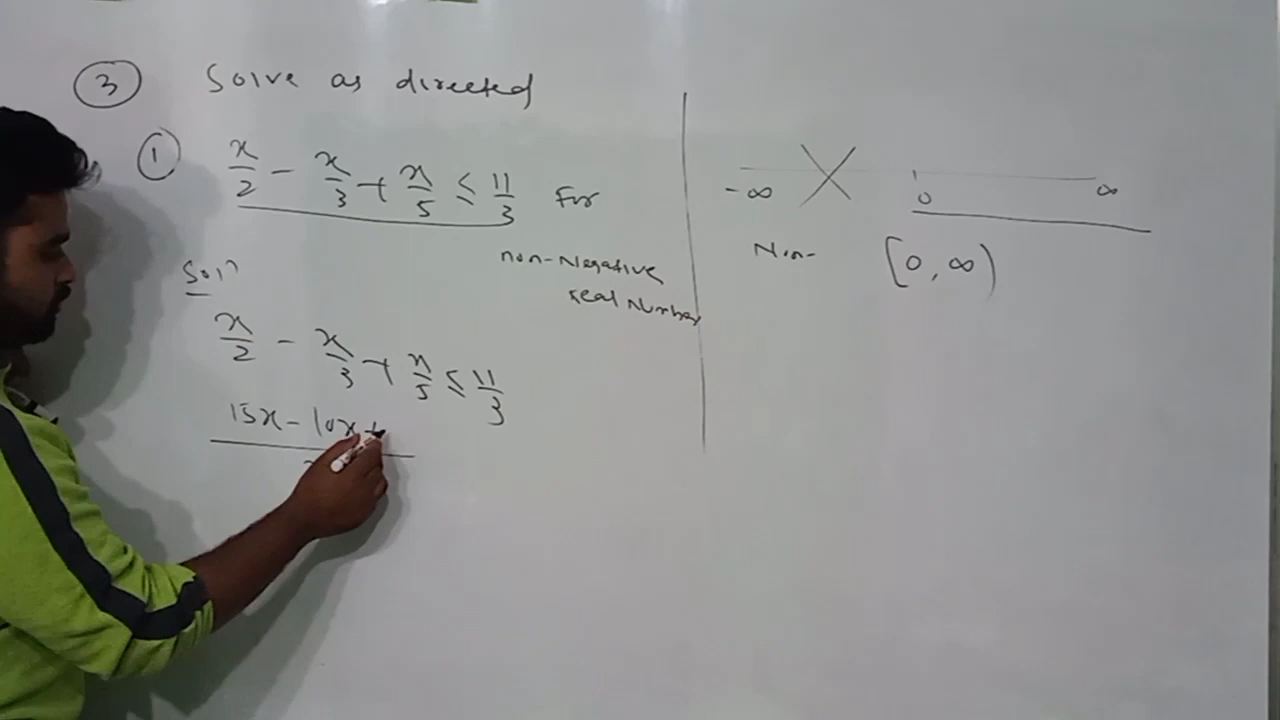 ③ Solve as directed
① x/2 - x/3 + x/5 ≤ 11/3 For
non-Negative
real Number
Sol?
x/2 - x/3 + x/5 ≤ 11/3
15x - 10x +
-∞ 0 ∞
Non- [0, ∞)